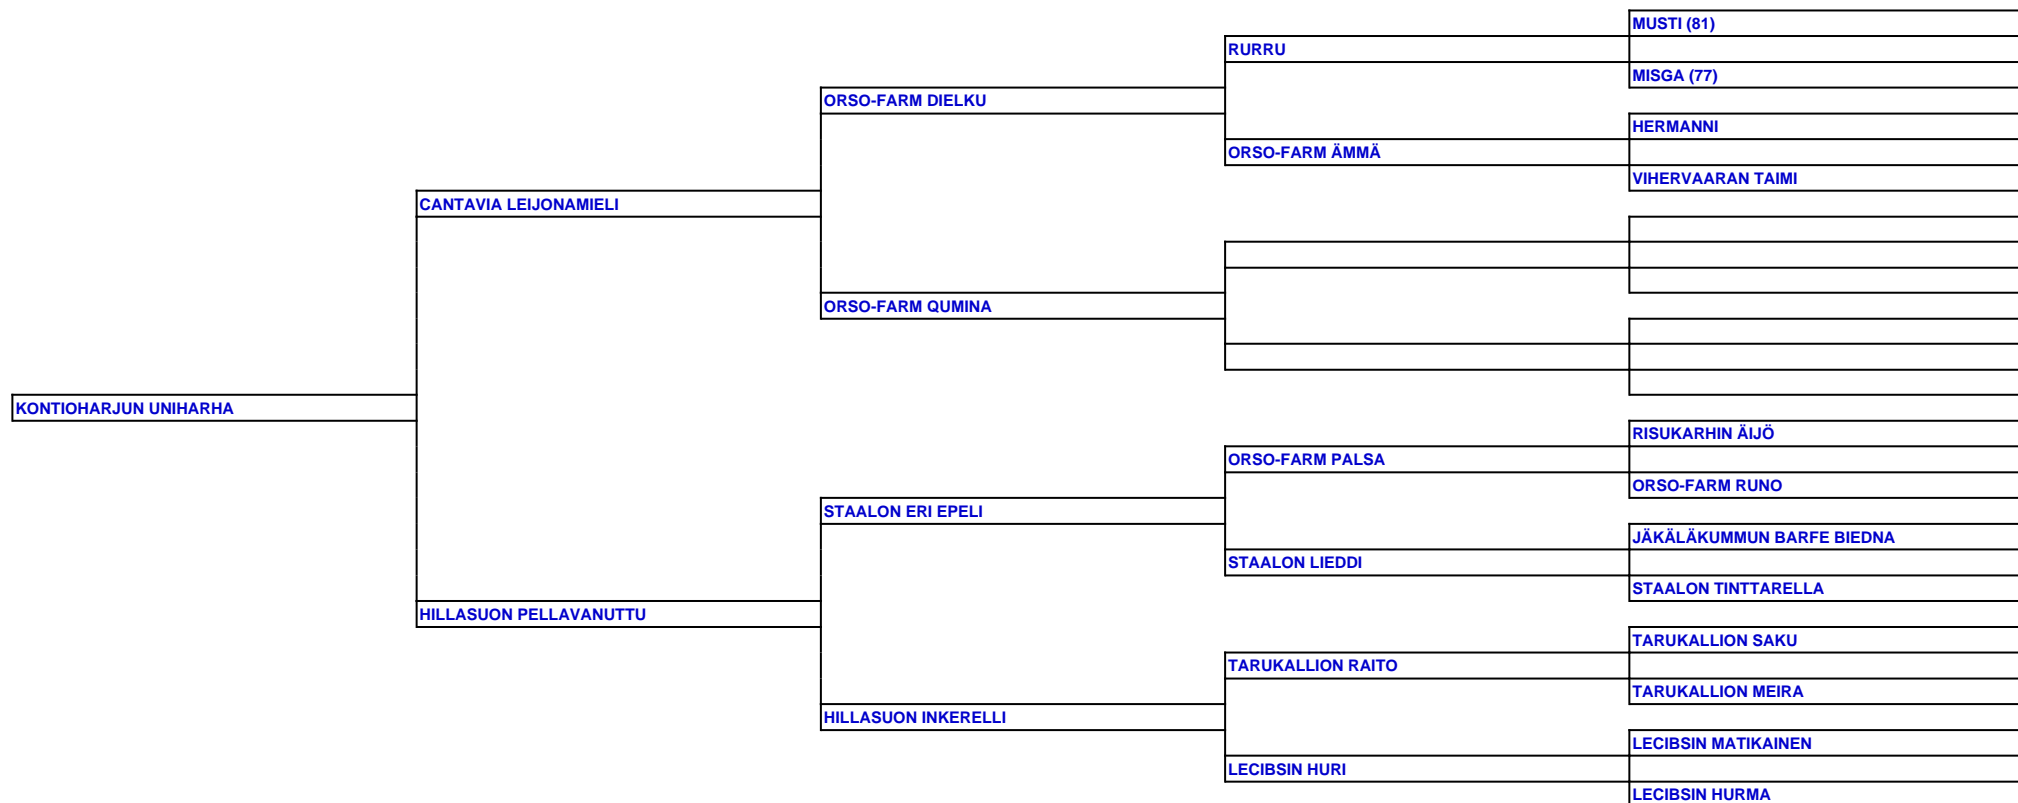 MUSTI (81)
RURRU
MISGA (77)
ORSO-FARM DIELKU
HERMANNI
ORSO-FARM ÄMMÄ
VIHERVAARAN TAIMI
CANTAVIA LEIJONAMIELI
ORSO-FARM QUMINA
KONTIOHARJUN UNIHARHA
RISUKARHIN ÄIJÖ
ORSO-FARM PALSA
ORSO-FARM RUNO
STAALON ERI EPELI
JÄKÄLÄKUMMUN BARFE BIEDNA
STAALON LIEDDI
STAALON TINTTARELLA
HILLASUON PELLAVANUTTU
TARUKALLION SAKU
TARUKALLION RAITO
TARUKALLION MEIRA
HILLASUON INKERELLI
LECIBSIN MATIKAINEN
LECIBSIN HURI
LECIBSIN HURMA